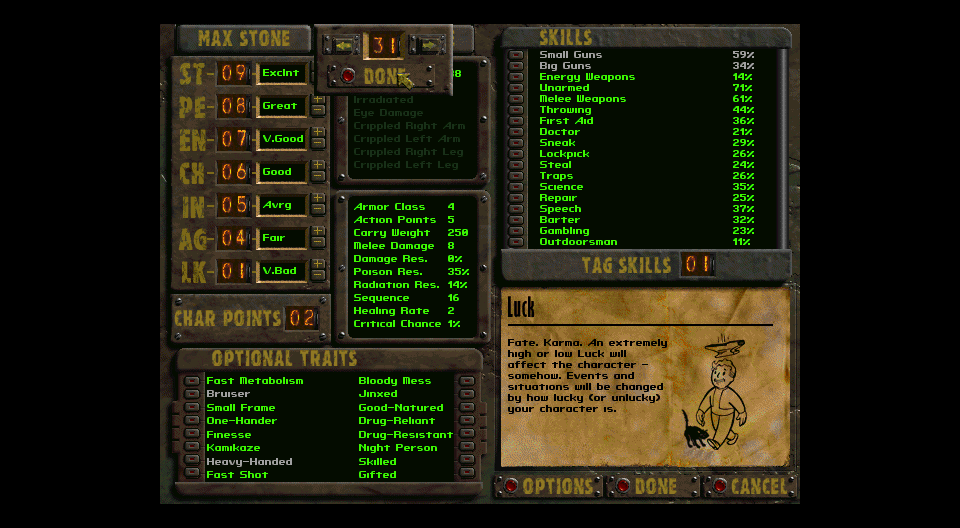 MAX STONE
31
DONE
ST- 09 Exclnt
PE- 08 Great
EN- 07 V.Good
CH- 06 Good
IN- 05 Avrg
AG- 04 Fair
LK- 01 V.Bad
CHAR POINTS 02
Irradiated
Eye Damage
Crippled Right Arm
Crippled Left Arm
Crippled Right Leg
Crippled Left Leg
Armor Class 4
Action Points 5
Carry Weight 250
Melee Damage 8
Damage Res. 0%
Poison Res. 35%
Radiation Res. 14%
Sequence 16
Healing Rate 2
Critical Chance 1%
OPTIONAL TRAITS
Fast Metabolism Bloody Mess
Bruiser Jinxed
Small Frame Good-Natured
One-Hander Drug-Reliant
Finesse Drug-Resistant
Kamikaze Night Person
Heavy-Handed Skilled
Fast Shot Gifted
SKILLS
Small Guns 59%
Big Guns 34%
Energy Weapons 14%
Unarmed 71%
Melee Weapons 61%
Throwing 44%
First Aid 36%
Doctor 21%
Sneak 29%
Lockpick 26%
Steal 24%
Traps 26%
Science 35%
Repair 25%
Speech 37%
Barter 32%
Gambling 23%
Outdoorsman 11%
TAG SKILLS 01
Luck
Fate. Karma. An extremely
high or low Luck will
affect the character -
somehow. Events and
situations will be changed
by how lucky (or unlucky)
your character is.
OPTIONS DONE CANCEL